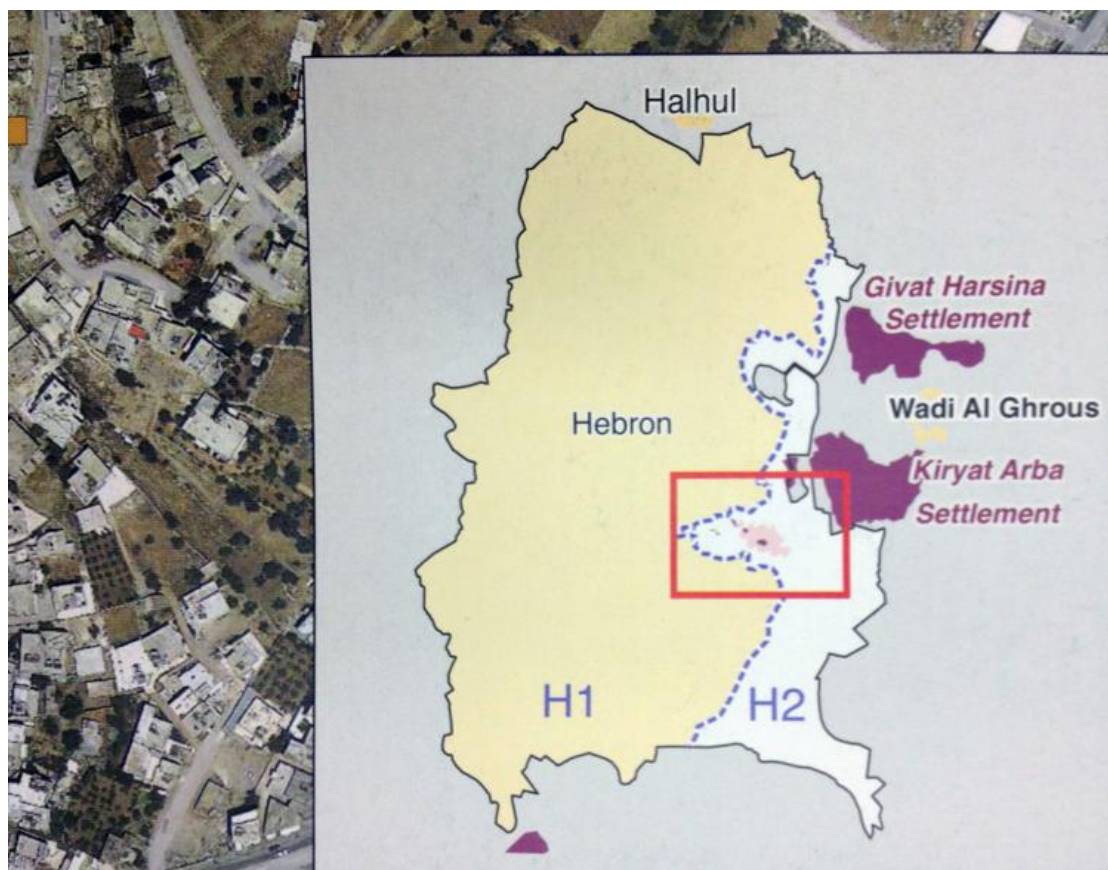 Halhul
Givat Harsina
Settlement
Wadi Al Ghrous
Hebron
Kiryat Arba
Settlement
H1
H2